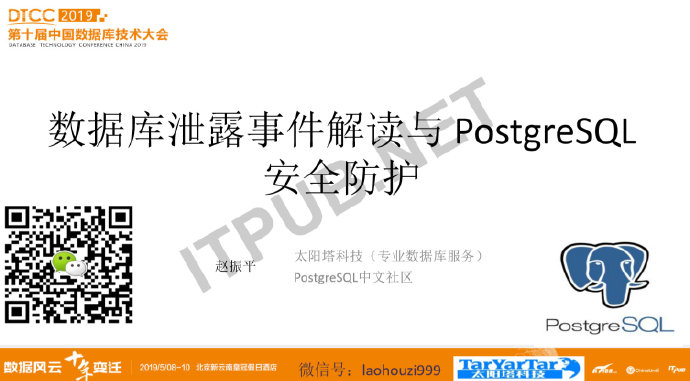 DTCC 2019
第十届中国数据库技术大会
DATABASE TECHNOLOGY CONFERENCE CHINA 2019
数据库泄露事件解读与 PostgreSQL
安全防护
ITPUB.NET
赵振平
太阳塔科技（专业数据库服务）
PostgreSQL中文社区
PostgreSQL
数据风云 十年变迁
2019/5/08-10 北京新云南皇冠假日酒店
微信号：laohouzi999
TarYarTar
太阳塔科技
ChinaUnix
ITPUB